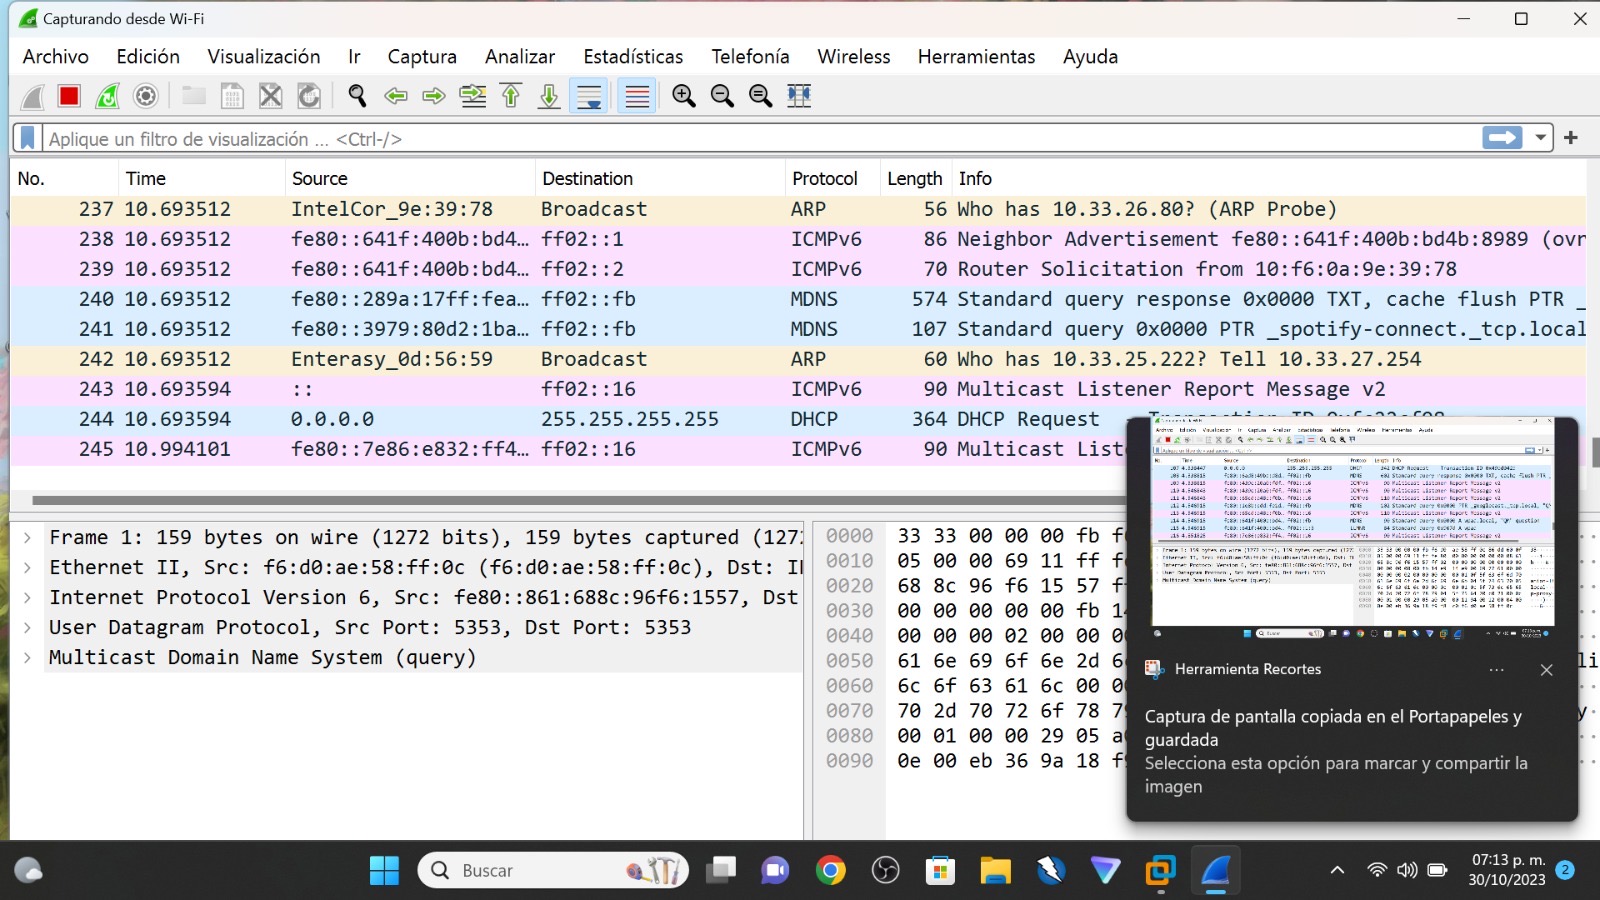 Capturando desde Wi-Fi
Archivo Edición Visualización Ir Captura Analizar Estadísticas Telefonía Wireless Herramientas Ayuda
Aplique un filtro de visualización ... <Ctrl-/>
No. Time Source Destination Protocol Length Info
237 10.693512 IntelCor_9e:39:78 Broadcast ARP 56 Who has 10.33.26.80? (ARP Probe)
238 10.693512 fe80::641f:400b:bd4… ff02::1 ICMPv6 86 Neighbor Advertisement fe80::641f:400b:bd4b:8989 (ovr
239 10.693512 fe80::641f:400b:bd4… ff02::2 ICMPv6 70 Router Solicitation from 10:f6:0a:9e:39:78
240 10.693512 fe80::289a:17ff:fea… ff02::fb MDNS 574 Standard query response 0x0000 TXT, cache flush PTR _
241 10.693512 fe80::3979:80d2:1ba… ff02::fb MDNS 107 Standard query 0x0000 PTR _spotify-connect._tcp.local
242 10.693512 Enterasy_0d:56:59 Broadcast ARP 60 Who has 10.33.25.222? Tell 10.33.27.254
243 10.693594 :: ff02::16 ICMPv6 90 Multicast Listener Report Message v2
244 10.693594 0.0.0.0 255.255.255.255 DHCP 364 DHCP Request
245 10.994101 fe80::7e86:e832:ff4… ff02::16 ICMPv6 90 Multicast List
Frame 1: 159 bytes on wire (1272 bits), 159 bytes captured (127
Ethernet II, Src: f6:d0:ae:58:ff:0c (f6:d0:ae:58:ff:0c), Dst: I
Internet Protocol Version 6, Src: fe80::861:688c:96f6:1557, Dst
User Datagram Protocol, Src Port: 5353, Dst Port: 5353
Multicast Domain Name System (query)
0000 33 33 00 00 00 fb f
0010 05 00 00 69 11 ff f
0020 68 8c 96 f6 15 57 f
0030 00 00 00 00 00 fb 1
0040 00 00 00 02 00 00 0
0050 61 6e 69 6f 6e 2d 6
0060 6c 6f 63 61 6c 00 0
0070 70 2d 70 72 6f 78 7
0080 00 01 00 00 29 05 a
0090 0e 00 eb 36 9a 18 f
Herramienta Recortes
Captura de pantalla copiada en el Portapapeles y
guardada
Selecciona esta opción para marcar y compartir la
imagen
Buscar
07:13 p. m.
30/10/2023
2